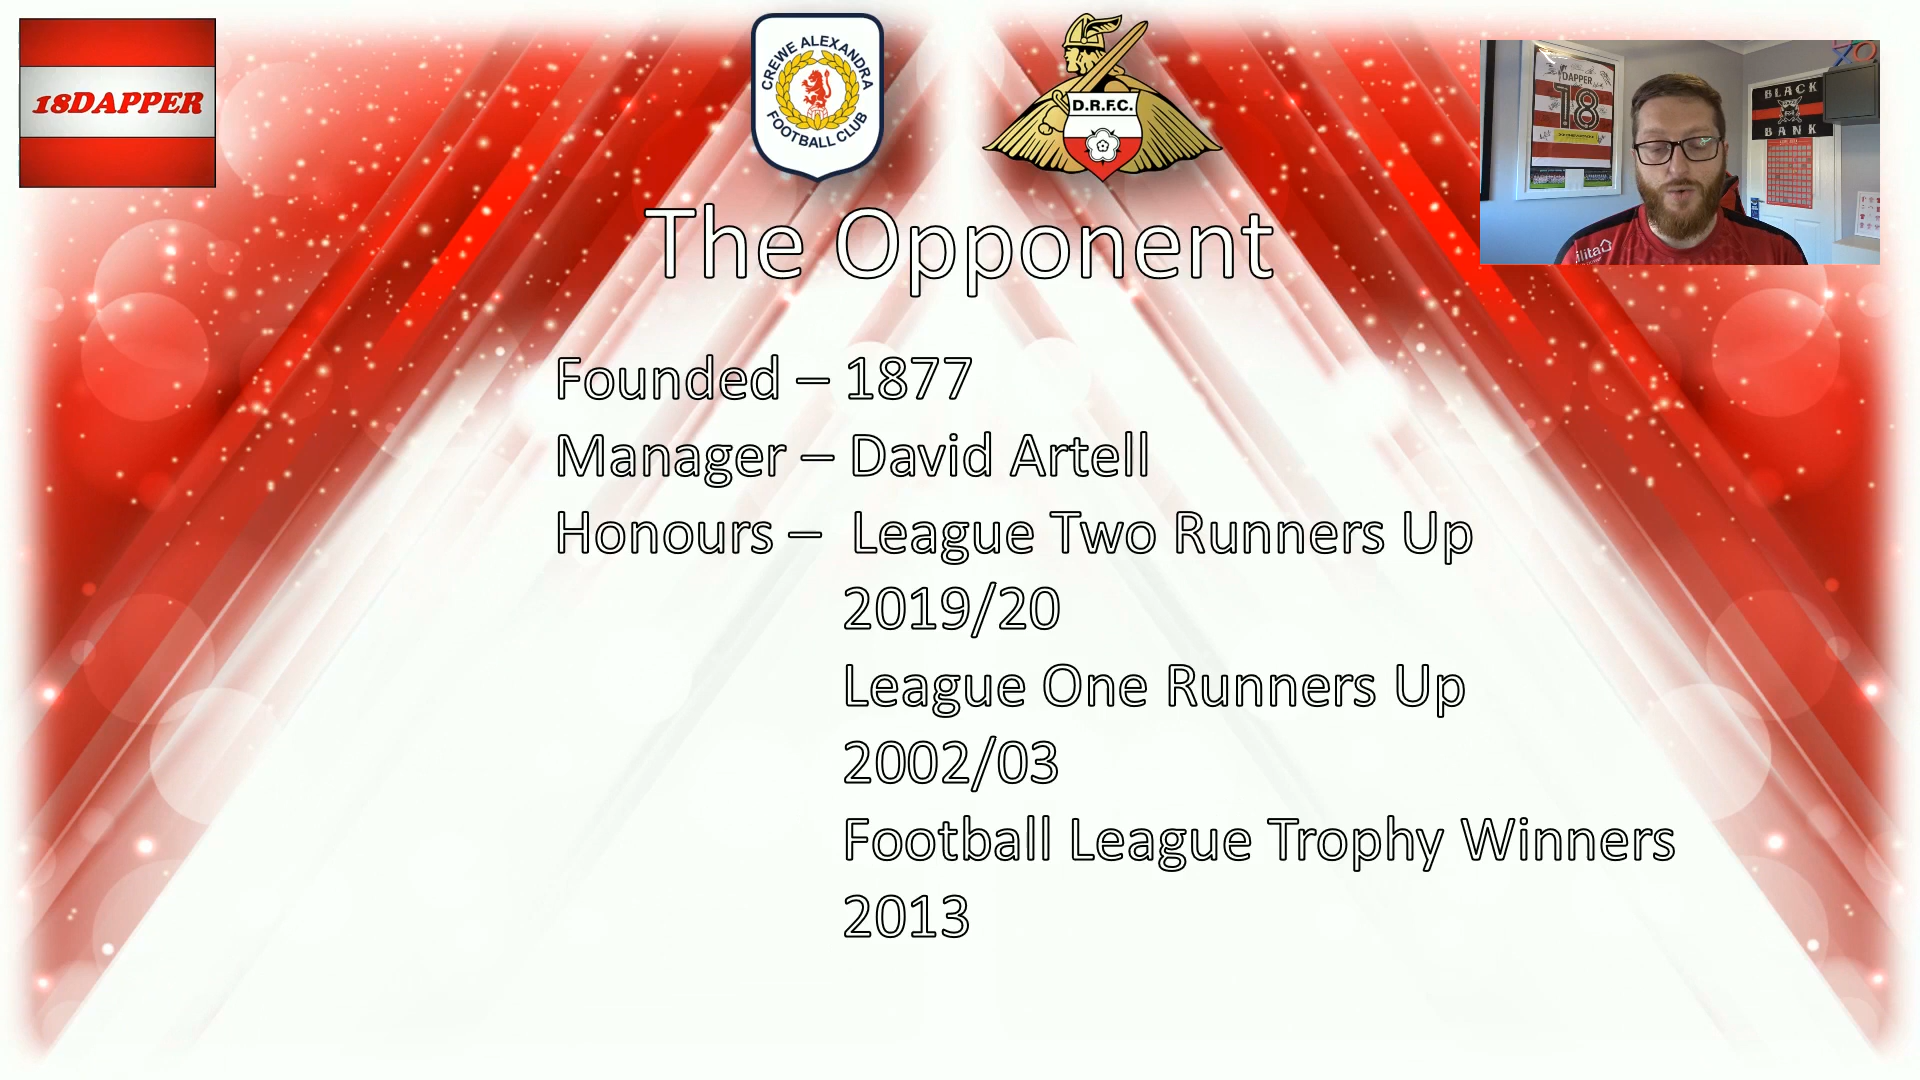 18DAPPER
CREWE ALEXANDRA
FOOTBALL CLUB
D.R.F.C.
DAPPER
18
BLACK
BANK
ilita
The Opponent
Founded – 1877
Manager – David Artell
Honours – League Two Runners Up
2019/20
League One Runners Up
2002/03
Football League Trophy Winners
2013